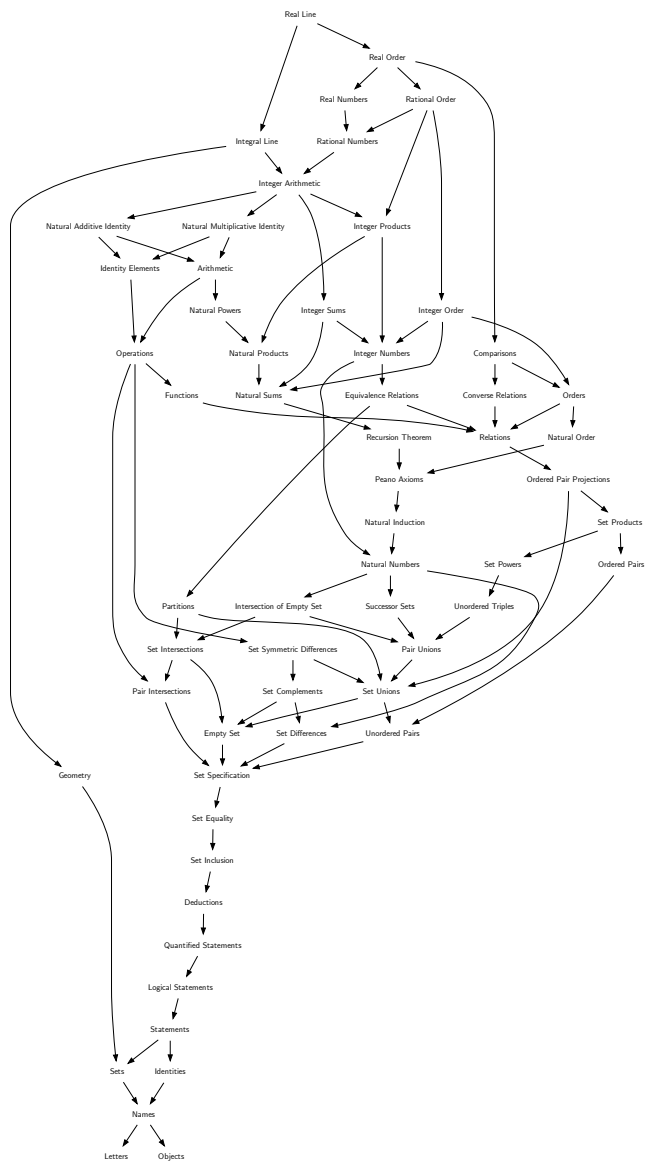 Real Line
Real Order
Real Numbers
Rational Order
Integral Line
Rational Numbers
Integer Arithmetic
Natural Additive Identity
Natural Multiplicative Identity
Integer Products
Identity Elements
Arithmetic
Natural Powers
Integer Sums
Integer Order
Operations
Natural Products
Integer Numbers
Comparisons
Functions
Natural Sums
Equivalence Relations
Converse Relations
Orders
Recursion Theorem
Relations
Natural Order
Peano Axioms
Ordered Pair Projections
Natural Induction
Set Products
Natural Numbers
Set Powers
Ordered Pairs
Partitions
Intersection of Empty Set
Successor Sets
Unordered Triples
Set Intersections
Set Symmetric Differences
Pair Unions
Pair Intersections
Set Complements
Set Unions
Empty Set
Set Differences
Unordered Pairs
Geometry
Set Specification
Set Equality
Set Inclusion
Deductions
Quantified Statements
Logical Statements
Statements
Sets
Identities
Names
Letters
Objects